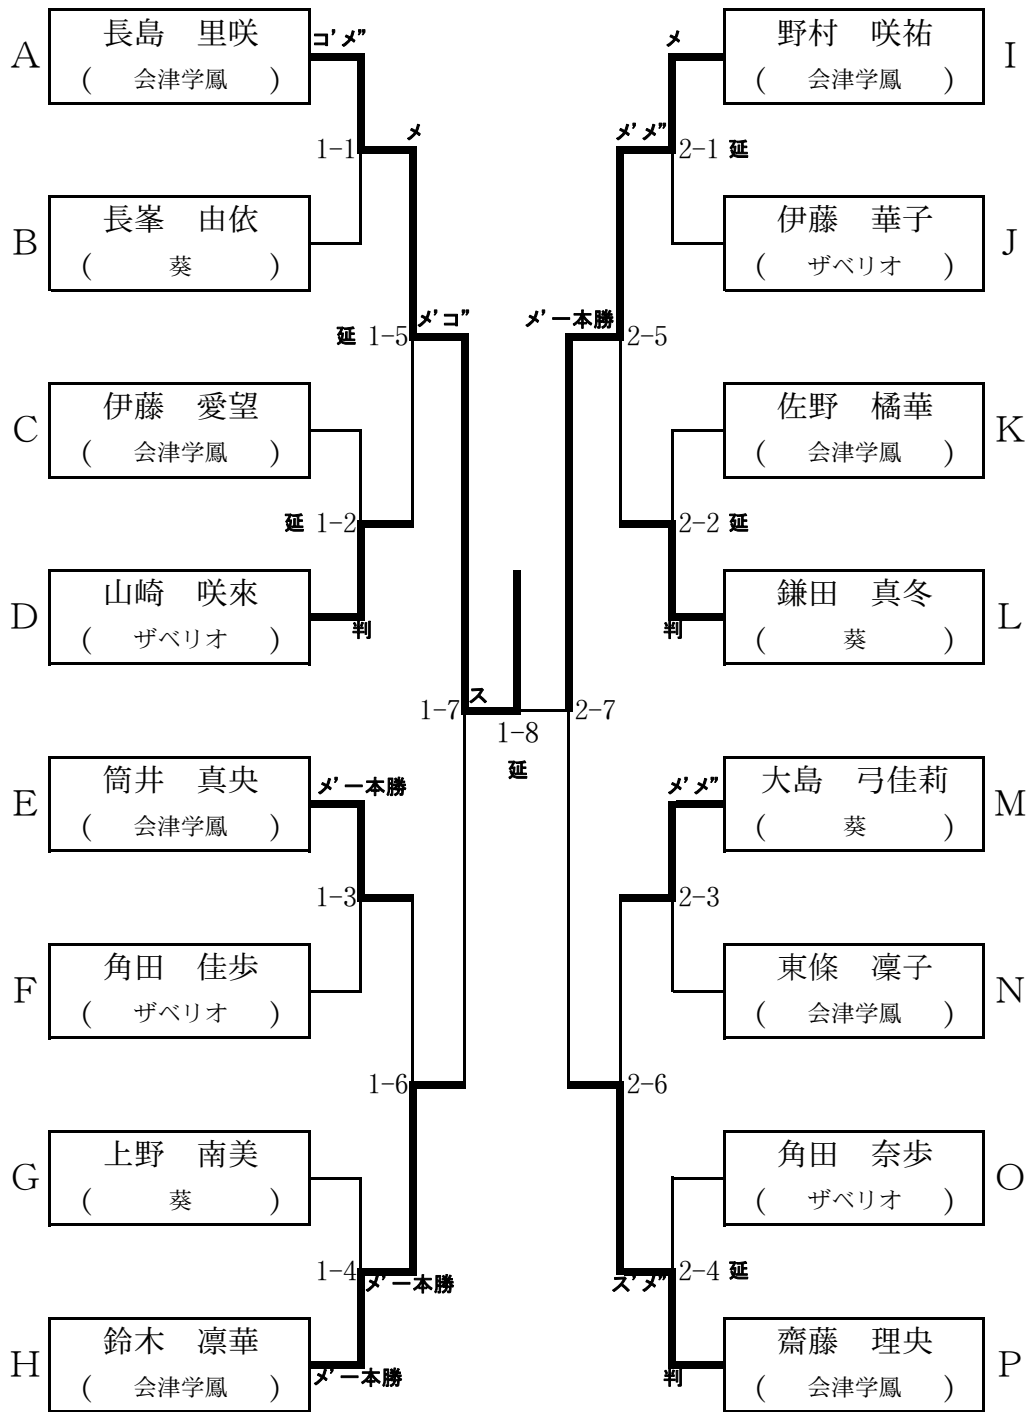 コ'メ" メ
A 長島 里咲 野村 咲祐 I
( 会津学鳳 ) ( 会津学鳳 )
メ メ'メ"
1-1 2-1 延
B 長峯 由依 伊藤 華子 J
( 葵 ) ( ザベリオ )
メ'コ" メ'一本勝
延 1-5 2-5
C 伊藤 愛望 佐野 橘華 K
( 会津学鳳 ) ( 会津学鳳 )
延 1-2 2-2 延
D 山崎 咲來 鎌田 真冬 L
( ザベリオ ) ( 葵 )
判 判
ス
1-7 2-7
1-8
延
メ'一本勝 メ'メ"
E 筒井 真央 大島 弓佳莉 M
( 会津学鳳 ) ( 葵 )
1-3 2-3
F 角田 佳歩 東條 凜子 N
( ザベリオ ) ( 会津学鳳 )
1-6 2-6
G 上野 南美 角田 奈歩 O
( 葵 ) ( ザベリオ )
1-4 2-4 延
メ'一本勝 ス'メ"
H 鈴木 凛華 齋藤 理央 P
( 会津学鳳 ) ( 会津学鳳 )
メ'一本勝 判